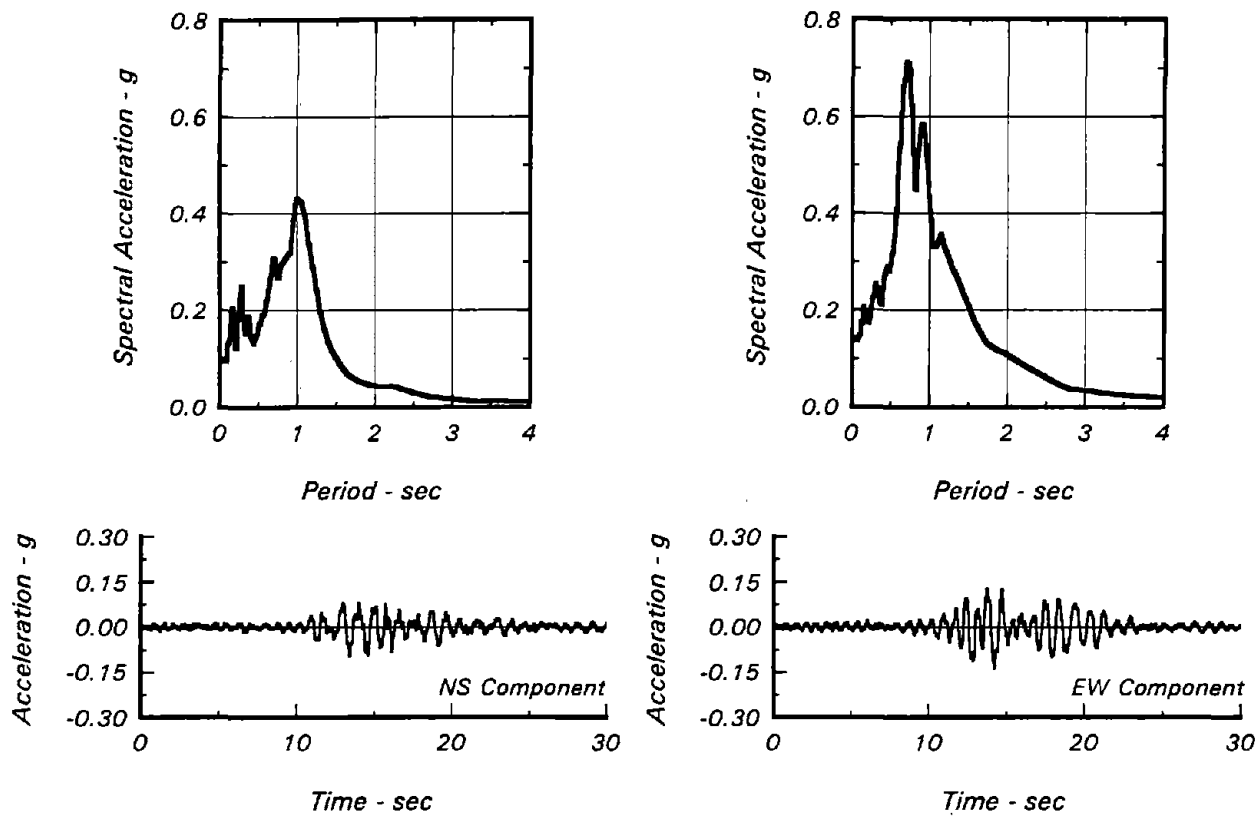 Spectral Acceleration - g
0.8
0.6
0.4
0.2
0.0
0 1 2 3 4
Period - sec
Spectral Acceleration - g
0.8
0.6
0.4
0.2
0.0
0 1 2 3 4
Period - sec
Acceleration - g
0.30
0.15
0.00
-0.15
-0.30
NS Component
0 10 20 30
Time - sec
Acceleration - g
0.30
0.15
0.00
-0.15
-0.30
EW Component
0 10 20 30
Time - sec